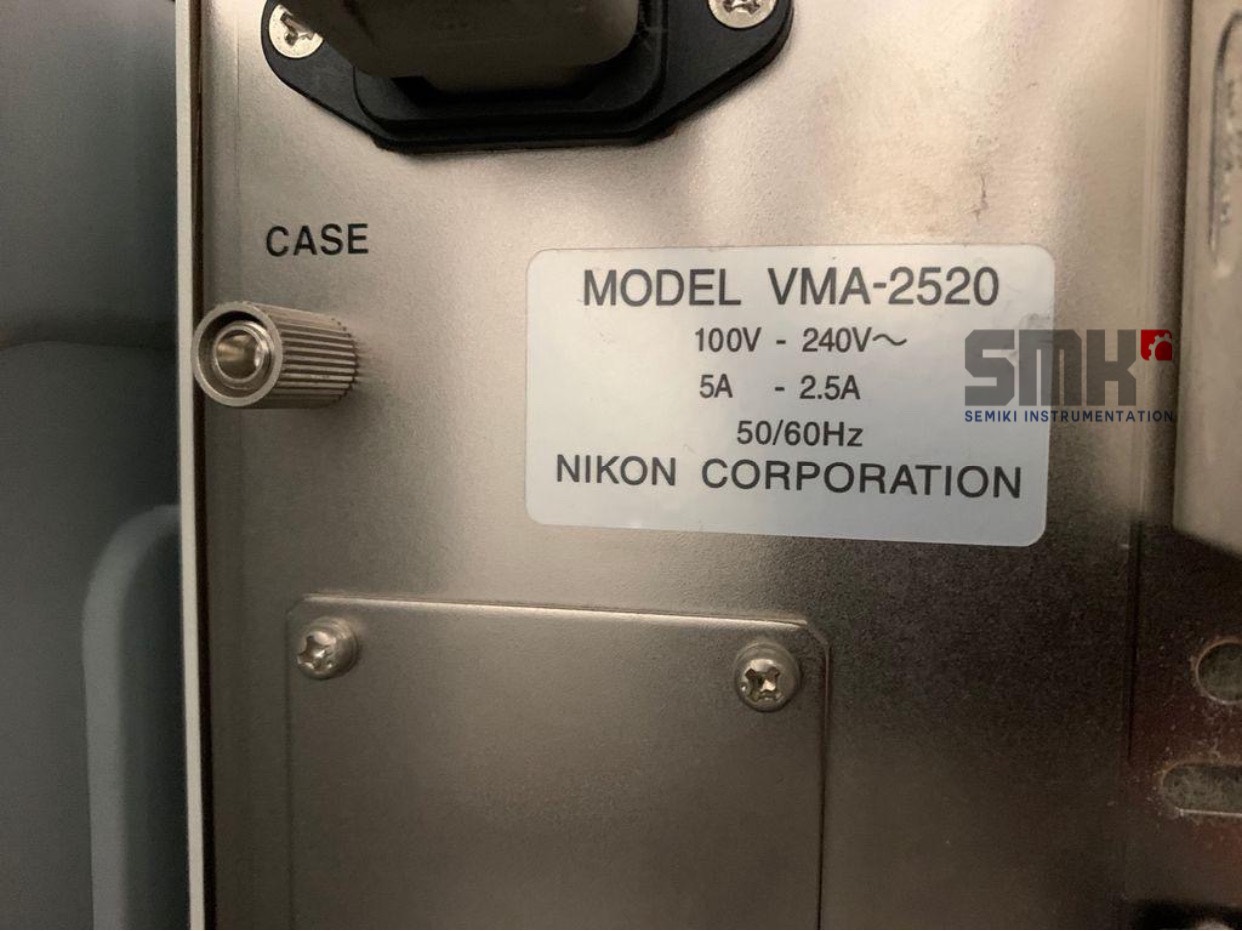 CASE
MODEL VMA-2520
100V - 240V～
5A - 2.5A
50/60Hz
NIKON CORPORATION
SMK
SEMIKI INSTRUMENTATION